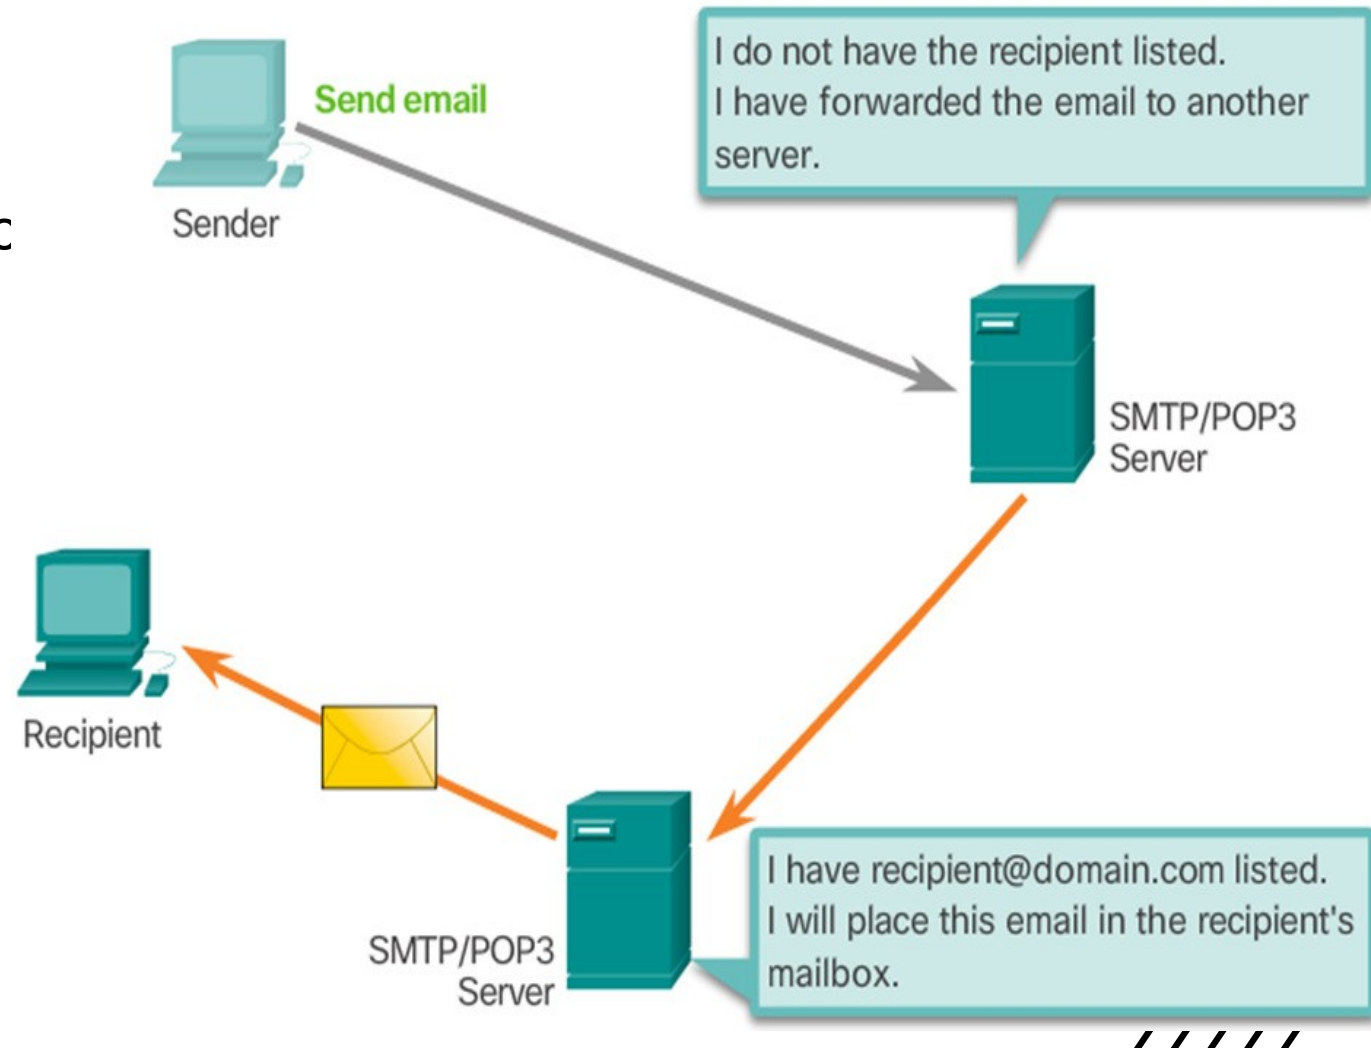 Send email
I do not have the recipient listed.
I have forwarded the email to another
server.
Sender
SMTP/POP3
Server
Recipient
I have recipient@domain.com listed.
I will place this email in the recipient's
mailbox.
SMTP/POP3
Server